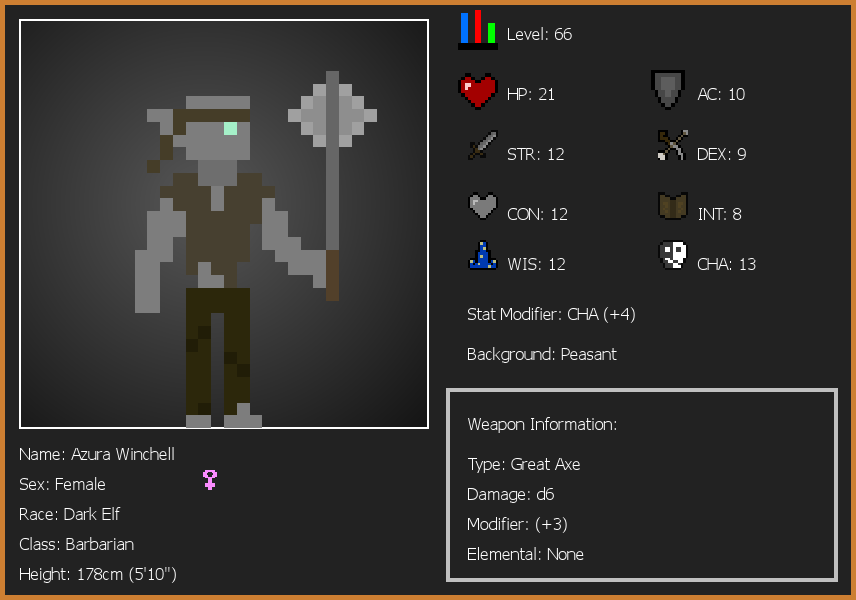 Level: 66
HP: 21
AC: 10
STR: 12
DEX: 9
CON: 12
INT: 8
WIS: 12
CHA: 13
Stat Modifier: CHA (+4)
Background: Peasant
Weapon Information:
Type: Great Axe
Damage: d6
Modifier: (+3)
Elemental: None
Name: Azura Winchell
Sex: Female
Race: Dark Elf
Class: Barbarian
Height: 178cm (5'10")